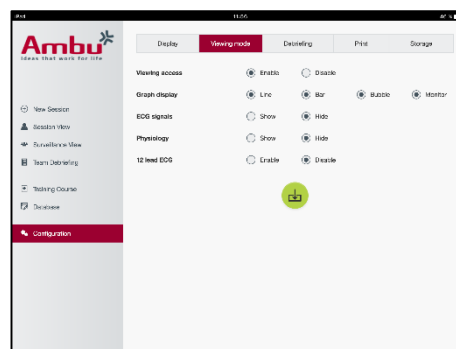 iPad 11:56
Ambu
Ideas that work for life
Display Viewing mode Debriefing Print Storage
Viewing access Enable Disable
Graph display Line Bar Bubble Monitor
ECG signals Show Hide
Physiology Show Hide
12 lead ECG Enable Disable
New Session
Session View
Surveillance View
Team Debriefing
Training Course
Database
Configuration